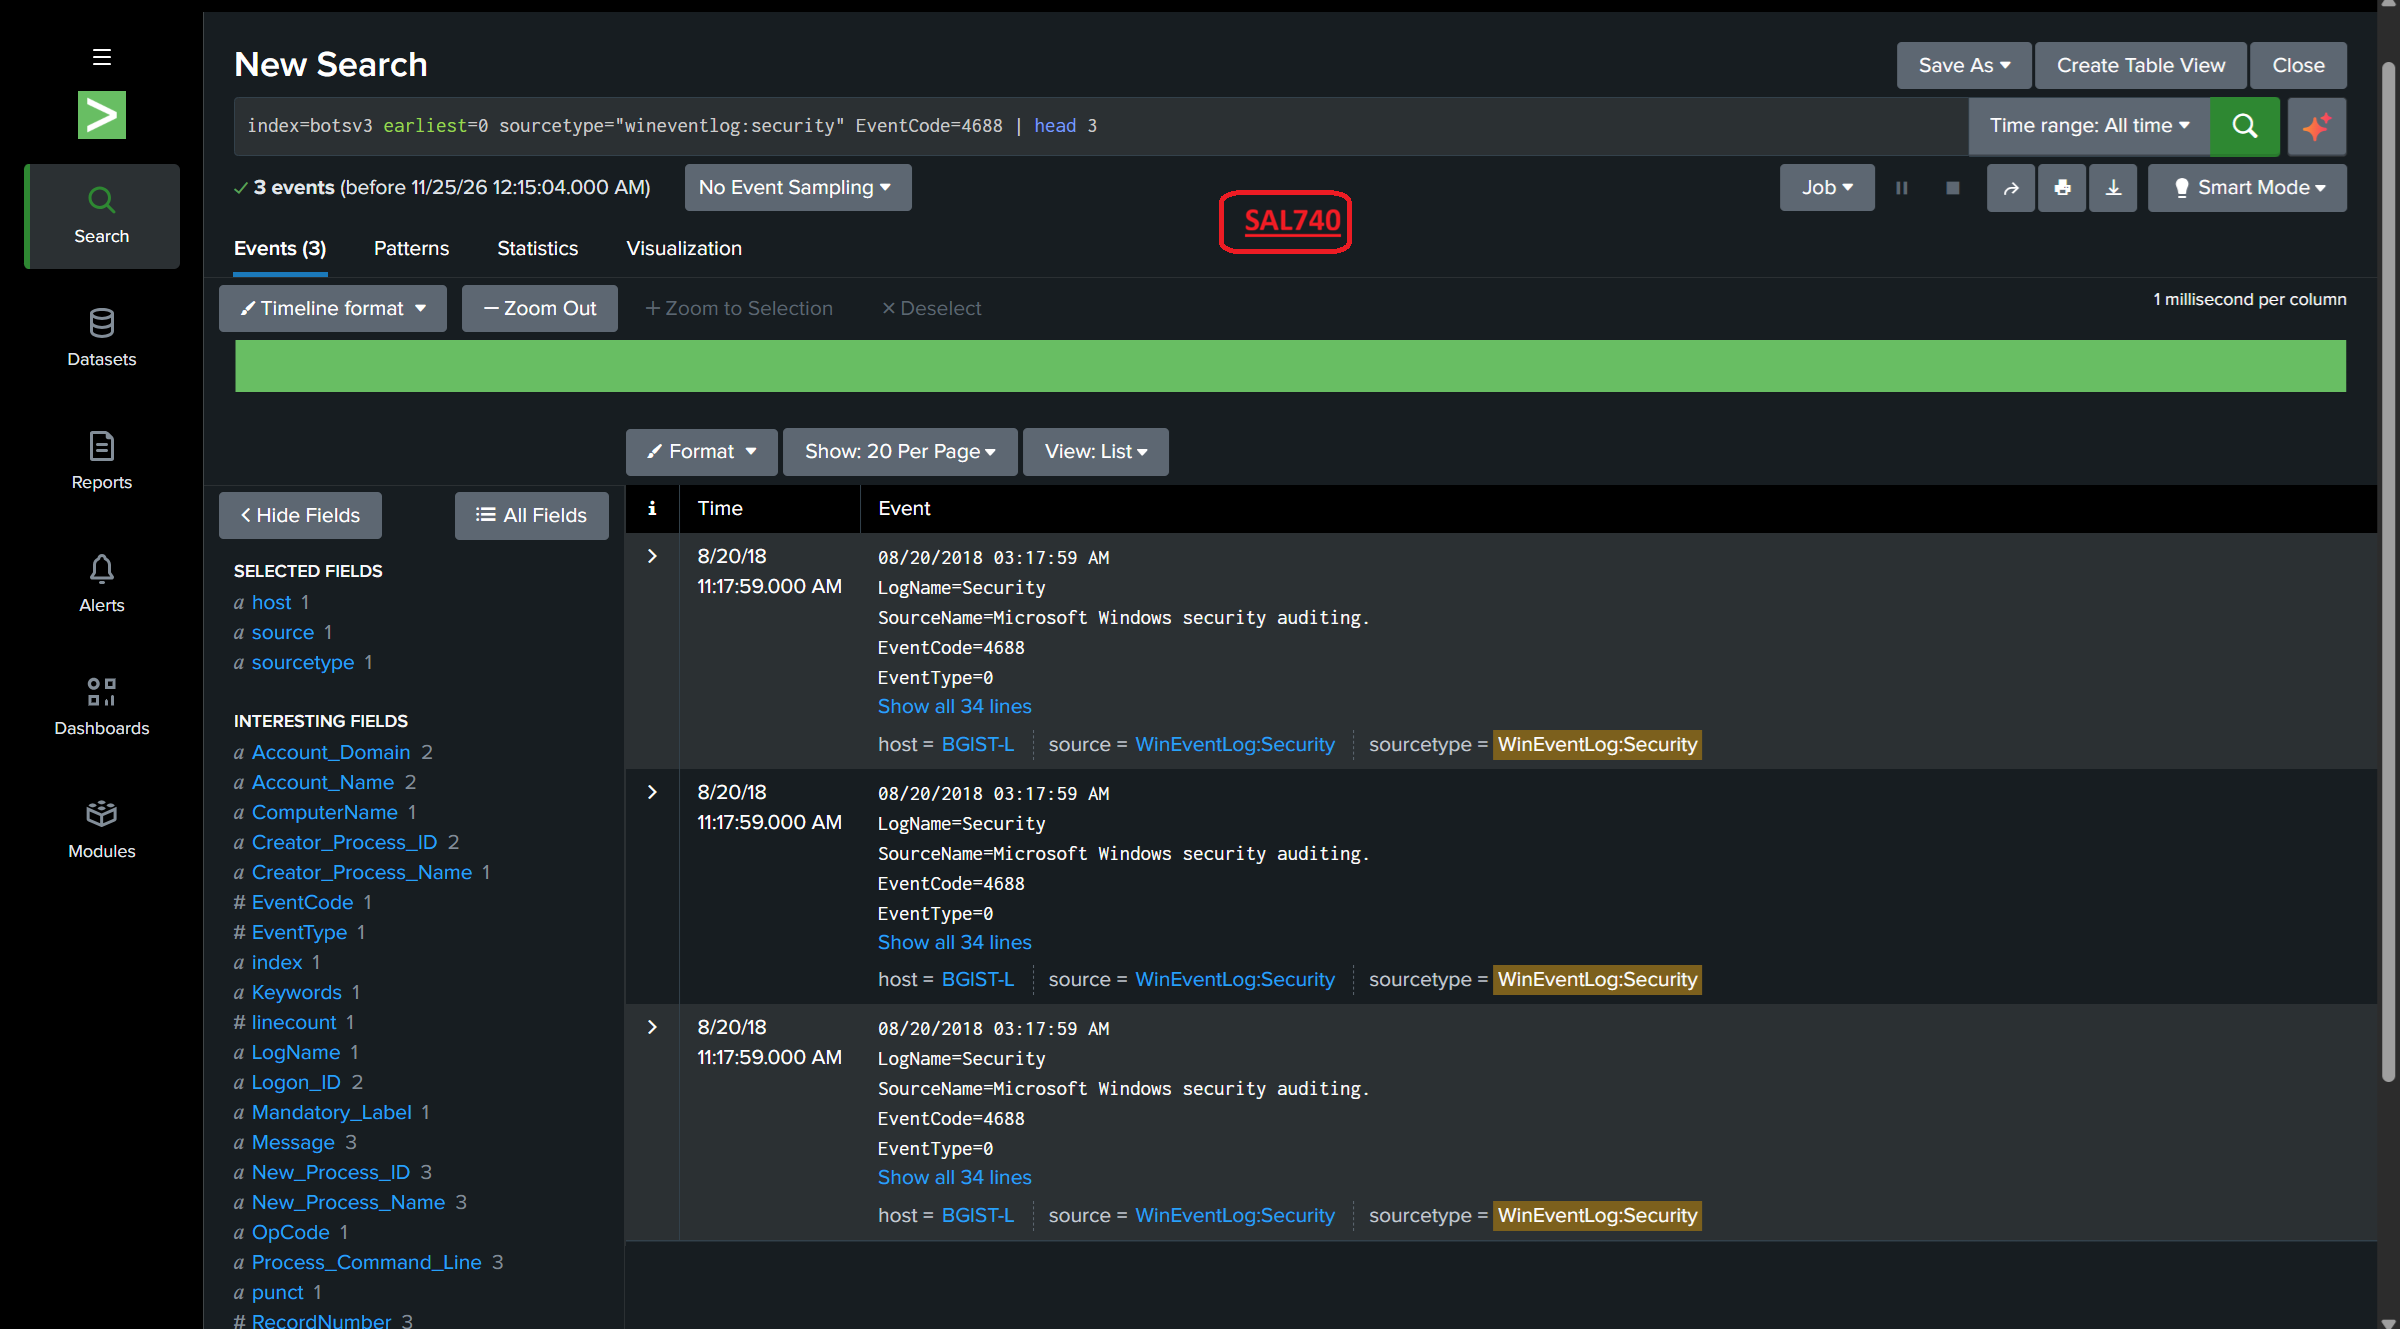 New Search
Save As
Create Table View
Close
index=botsv3 earliest=0 sourcetype="wineventlog:security" EventCode=4688 | head 3
Time range: All time
3 events (before 11/25/26 12:15:04.000 AM)
No Event Sampling
Job
Smart Mode
SAL740
Events (3)
Patterns
Statistics
Visualization
Timeline format
— Zoom Out
+ Zoom to Selection
× Deselect
1 millisecond per column
Search
Datasets
Reports
Alerts
Dashboards
Modules
Format
Show: 20 Per Page
View: List
< Hide Fields
All Fields
SELECTED FIELDS
a host 1
a source 1
a sourcetype 1
INTERESTING FIELDS
a Account_Domain 2
a Account_Name 2
a ComputerName 1
a Creator_Process_ID 2
a Creator_Process_Name 1
# EventCode 1
# EventType 1
a index 1
a Keywords 1
# linecount 1
a LogName 1
a Logon_ID 2
a Mandatory_Label 1
a Message 3
a New_Process_ID 3
a New_Process_Name 3
a OpCode 1
a Process_Command_Line 3
a punct 1
# RecordNumber 3
i
Time
Event
8/20/18
11:17:59.000 AM
08/20/2018 03:17:59 AM
LogName=Security
SourceName=Microsoft Windows security auditing.
EventCode=4688
EventType=0
Show all 34 lines
host = BGIST-L source = WinEventLog:Security sourcetype = WinEventLog:Security
8/20/18
11:17:59.000 AM
08/20/2018 03:17:59 AM
LogName=Security
SourceName=Microsoft Windows security auditing.
EventCode=4688
EventType=0
Show all 34 lines
host = BGIST-L source = WinEventLog:Security sourcetype = WinEventLog:Security
8/20/18
11:17:59.000 AM
08/20/2018 03:17:59 AM
LogName=Security
SourceName=Microsoft Windows security auditing.
EventCode=4688
EventType=0
Show all 34 lines
host = BGIST-L source = WinEventLog:Security sourcetype = WinEventLog:Security